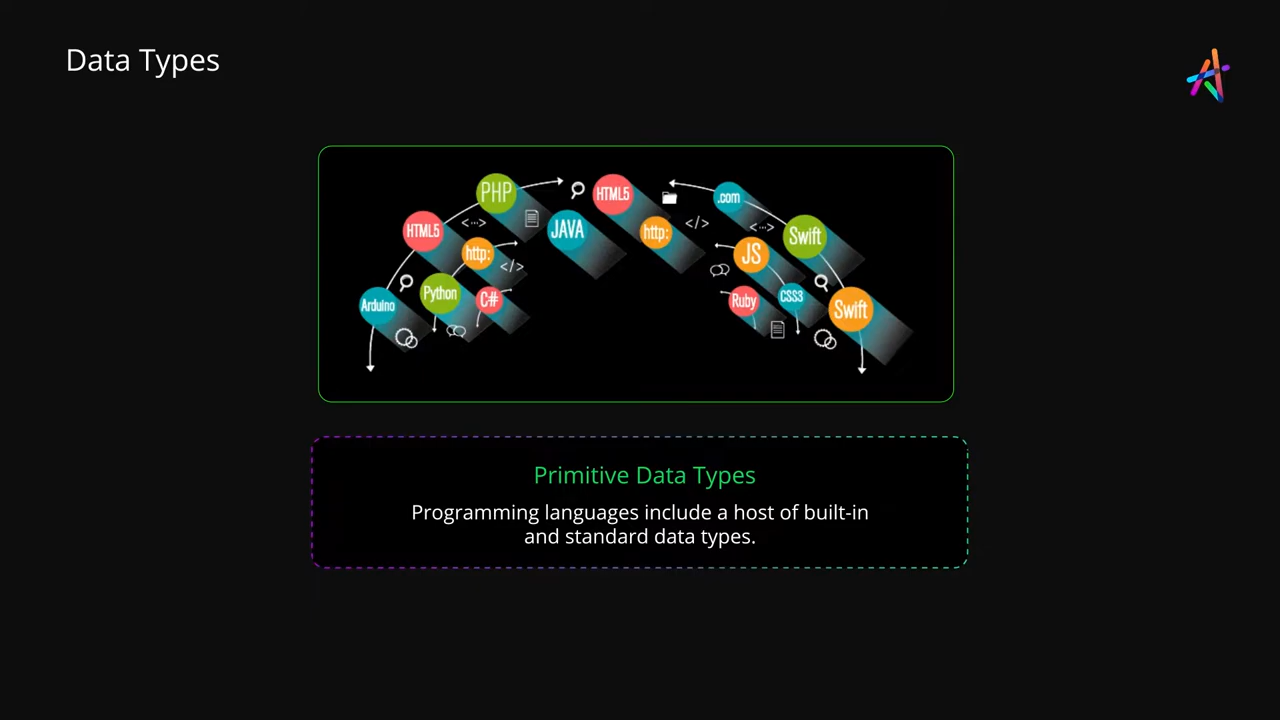 Data Types
PHP
HTML5
.com
HTML5
JAVA
http:
Swift
http:
JS
Arduino
Python
C#
Ruby
CSS3
Swift
<···>
</>
</>
<···>
Primitive Data Types
Programming languages include a host of built-in
and standard data types.